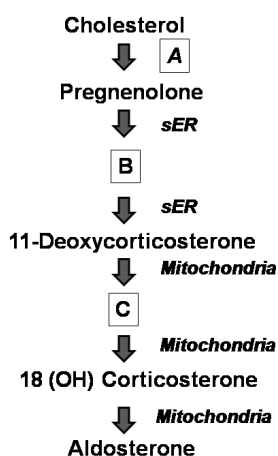 Cholesterol
A
Pregnenolone
sER
B
sER
11-Deoxycorticosterone
Mitochondria
C
Mitochondria
18 (OH) Corticosterone
Mitochondria
Aldosterone